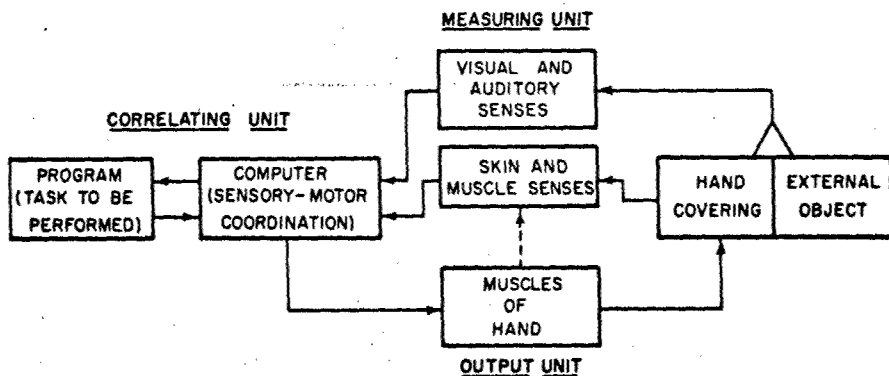 MEASURING UNIT
VISUAL AND
AUDITORY
SENSES
CORRELATING UNIT
PROGRAM
(TASK TO BE
PERFORMED)
COMPUTER
(SENSORY-MOTOR
COORDINATION)
SKIN AND
MUSCLE SENSES
HAND
COVERING
EXTERNAL
OBJECT
MUSCLES
OF
HAND
OUTPUT UNIT